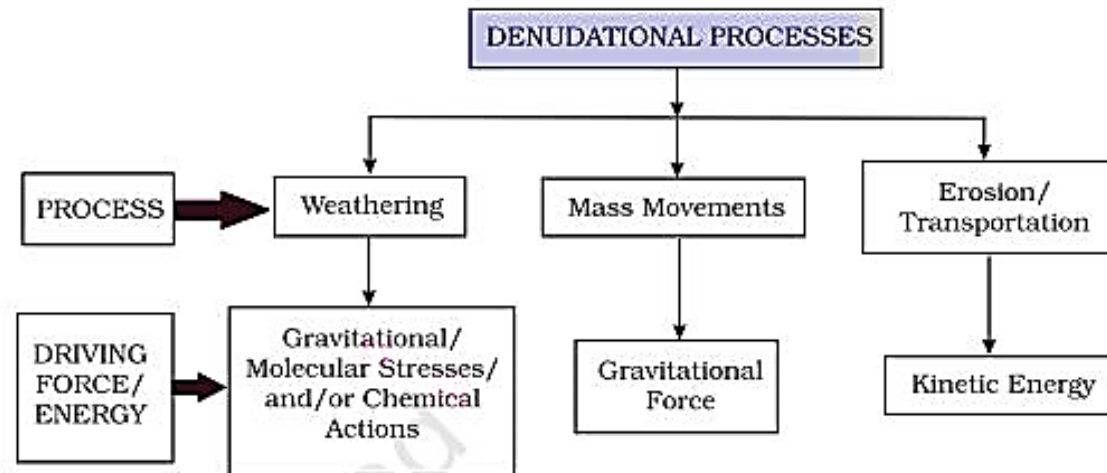 DENUDATIONAL PROCESSES
PROCESS
Weathering
Mass Movements
Erosion/
Transportation
DRIVING
FORCE/
ENERGY
Gravitational/
Molecular Stresses/
and/or Chemical
Actions
Gravitational
Force
Kinetic Energy